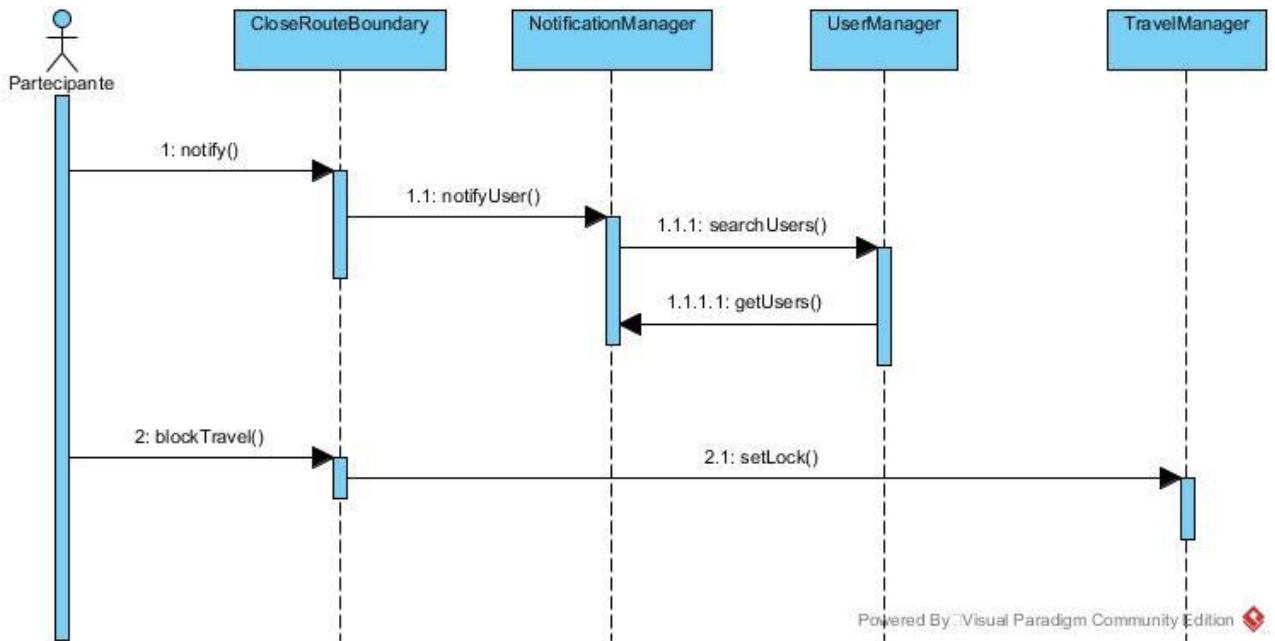 CloseRouteBoundary
NotificationManager
UserManager
TravelManager
Partecipante
1: notify()
1.1: notifyUser()
1.1.1: searchUsers()
1.1.1.1: getUsers()
2: blockTravel()
2.1: setLock()
Powered By Visual Paradigm Community Edition